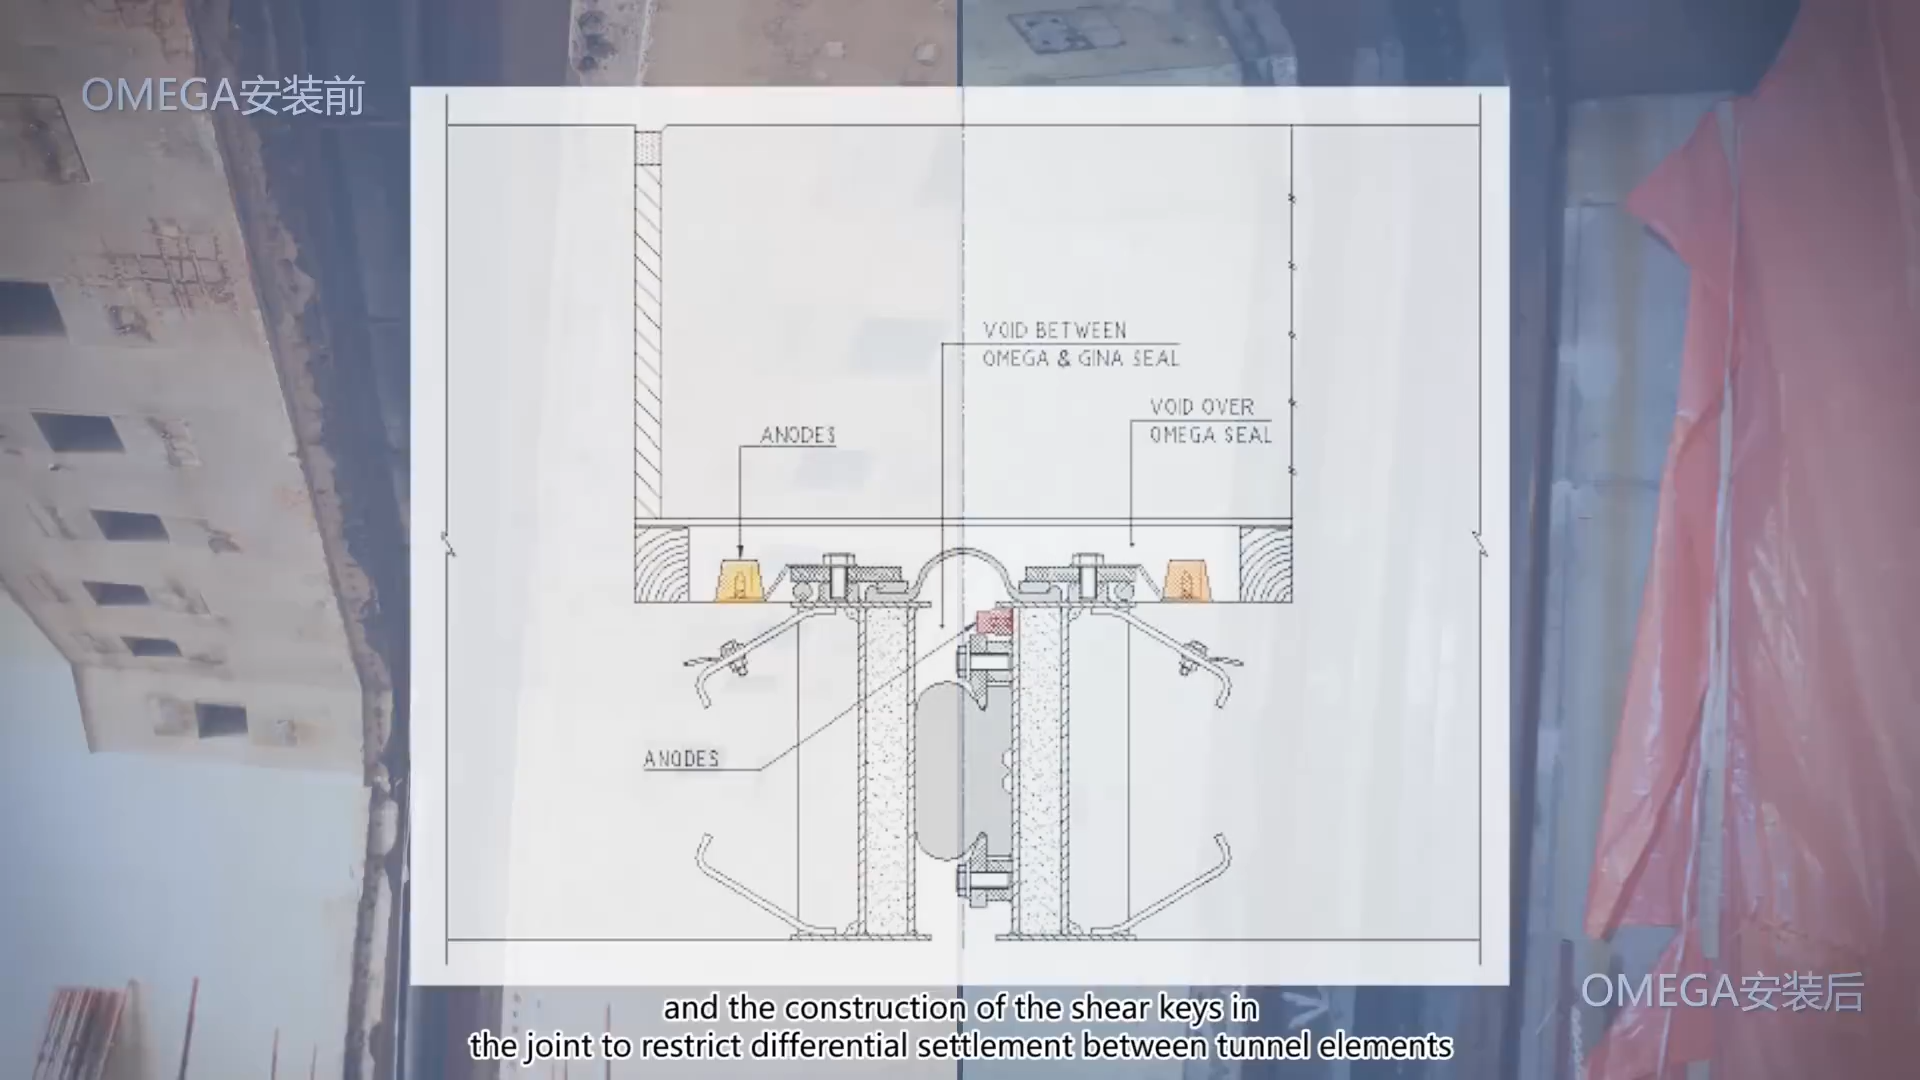 OMEGA安装前
VOID BETWEEN
OMEGA & GINA SEAL
VOID OVER
OMEGA SEAL
ANODES
ANODES
OMEGA安装后
and the construction of the shear keys in
the joint to restrict differential settlement between tunnel elements